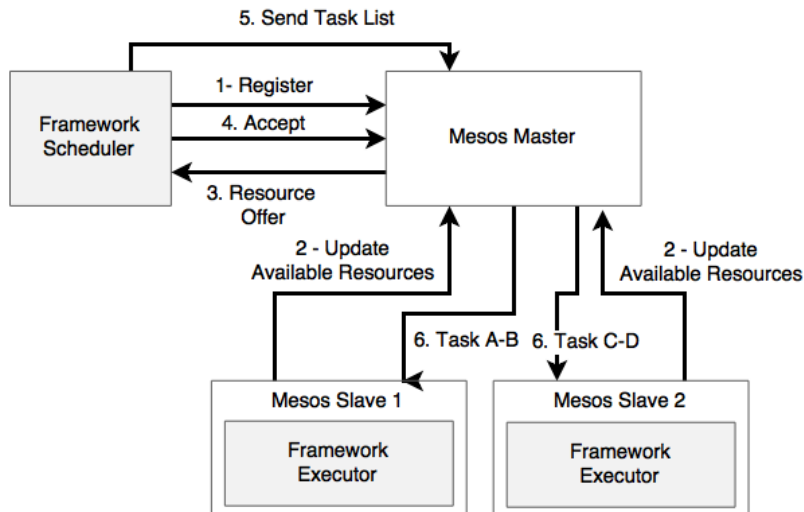 5. Send Task List
1- Register
4. Accept
Framework
Scheduler
Mesos Master
3. Resource
Offer
2 - Update
Available Resources
2 - Update
Available Resources
6. Task A-B
6. Task C-D
Mesos Slave 1
Framework
Executor
Mesos Slave 2
Framework
Executor